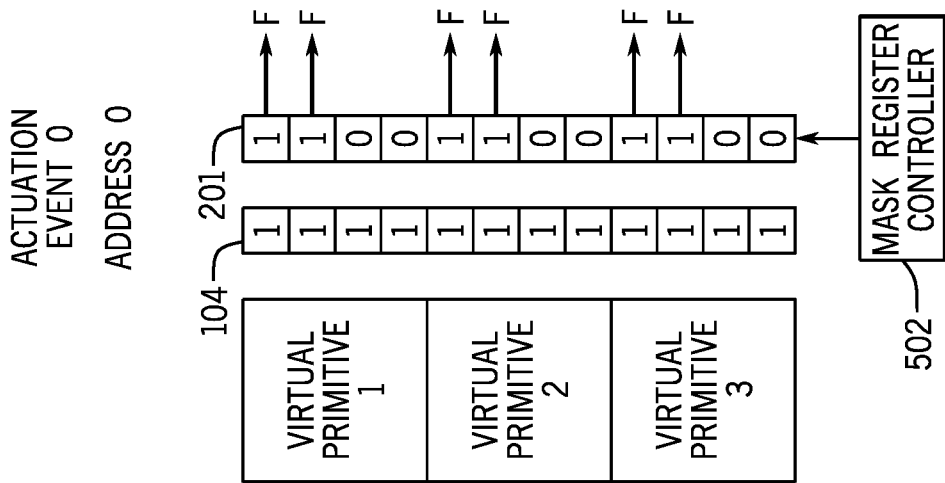 ACTUATION
EVENT 0
ADDRESS 0
F F F F F F
201
1 1 0 0 1 1 0 0 1 1 0 0
104
1 1 1 1 1 1 1 1 1 1 1 1
VIRTUAL
PRIMITIVE
1
VIRTUAL
PRIMITIVE
2
VIRTUAL
PRIMITIVE
3
MASK REGISTER
CONTROLLER
502